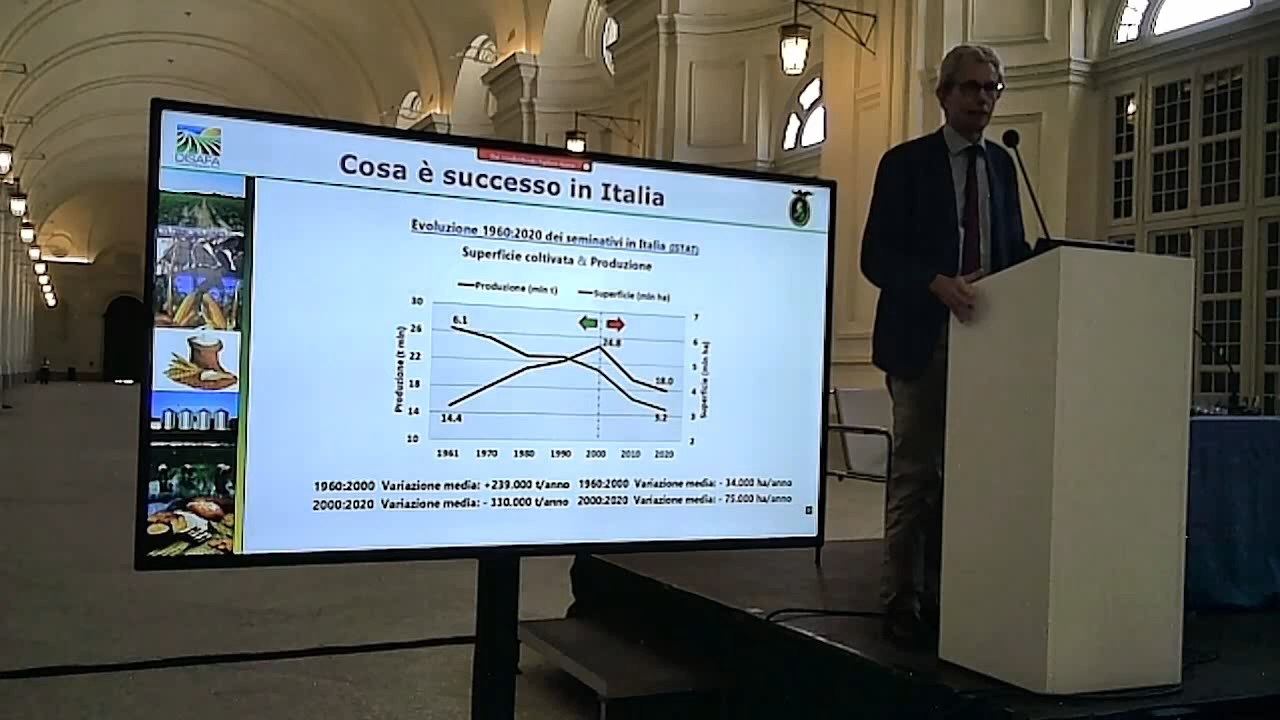 DISAFA
Cosa è successo in Italia
Evoluzione 1960:2020 dei seminativi in Italia (ISTAT)
Superficie coltivata & Produzione
Produzione (mln t) Superficie (mln ha)
Produzione (t mln)
30
26
22
18
14
10
6.1
14.4
24.8
18.0
3.2
7
6
5
4
3
2
Superficie (mln ha)
1961 1970 1980 1990 2000 2010 2020
1960:2000 Variazione media: +239.000 t/anno 1960:2000 Variazione media: - 34.000 ha/anno
2000:2020 Variazione media: - 330.000 t/anno 2000:2020 Variazione media: - 75.000 ha/anno